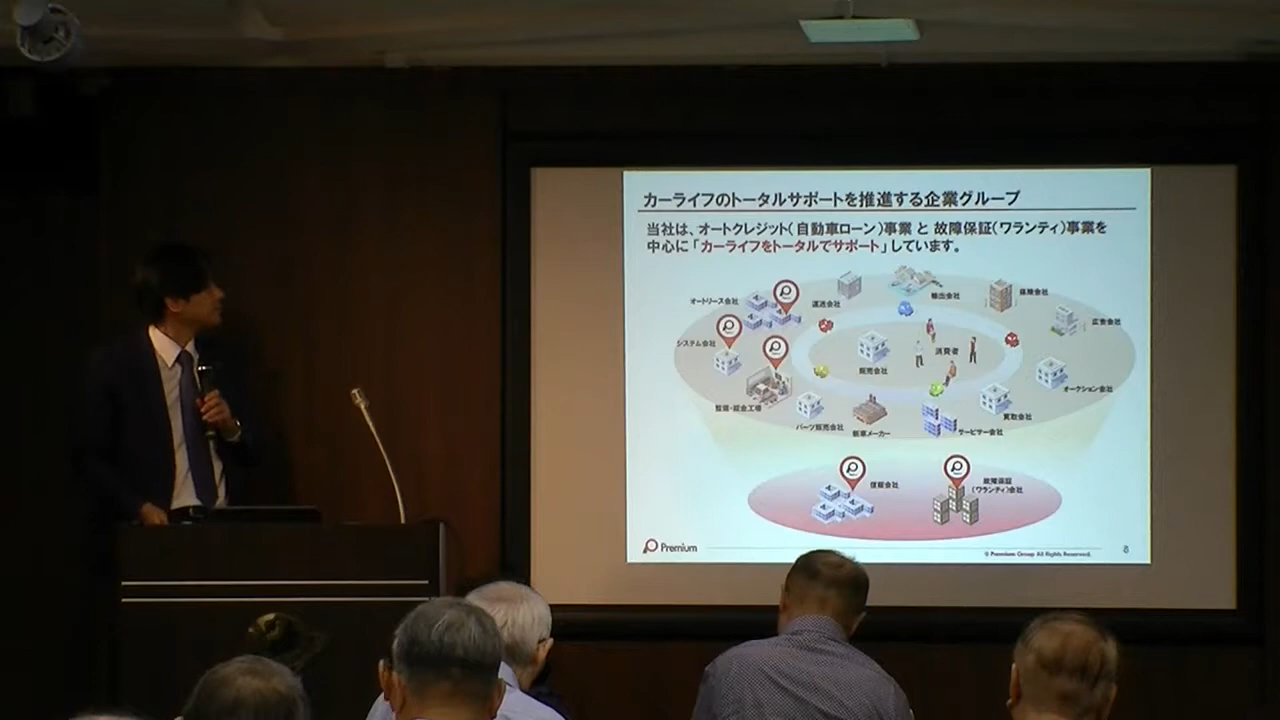 カーライフのトータルサポートを推進する企業グループ
当社は、オートクレジット(自動車ローン)事業 と 故障保証(ワランティ)事業を
中心に「カーライフをトータルでサポート」しています。
オートリース会社
運送会社
輸出会社
保険会社
広告会社
システム会社
販売会社
消費者
オークション会社
整備・鈑金工場
パーツ販売会社
新車メーカー
サービサー会社
買取会社
信販会社
故障保証
(ワランティ)会社
Premium
© Premium Group All Rights Reserved.
8